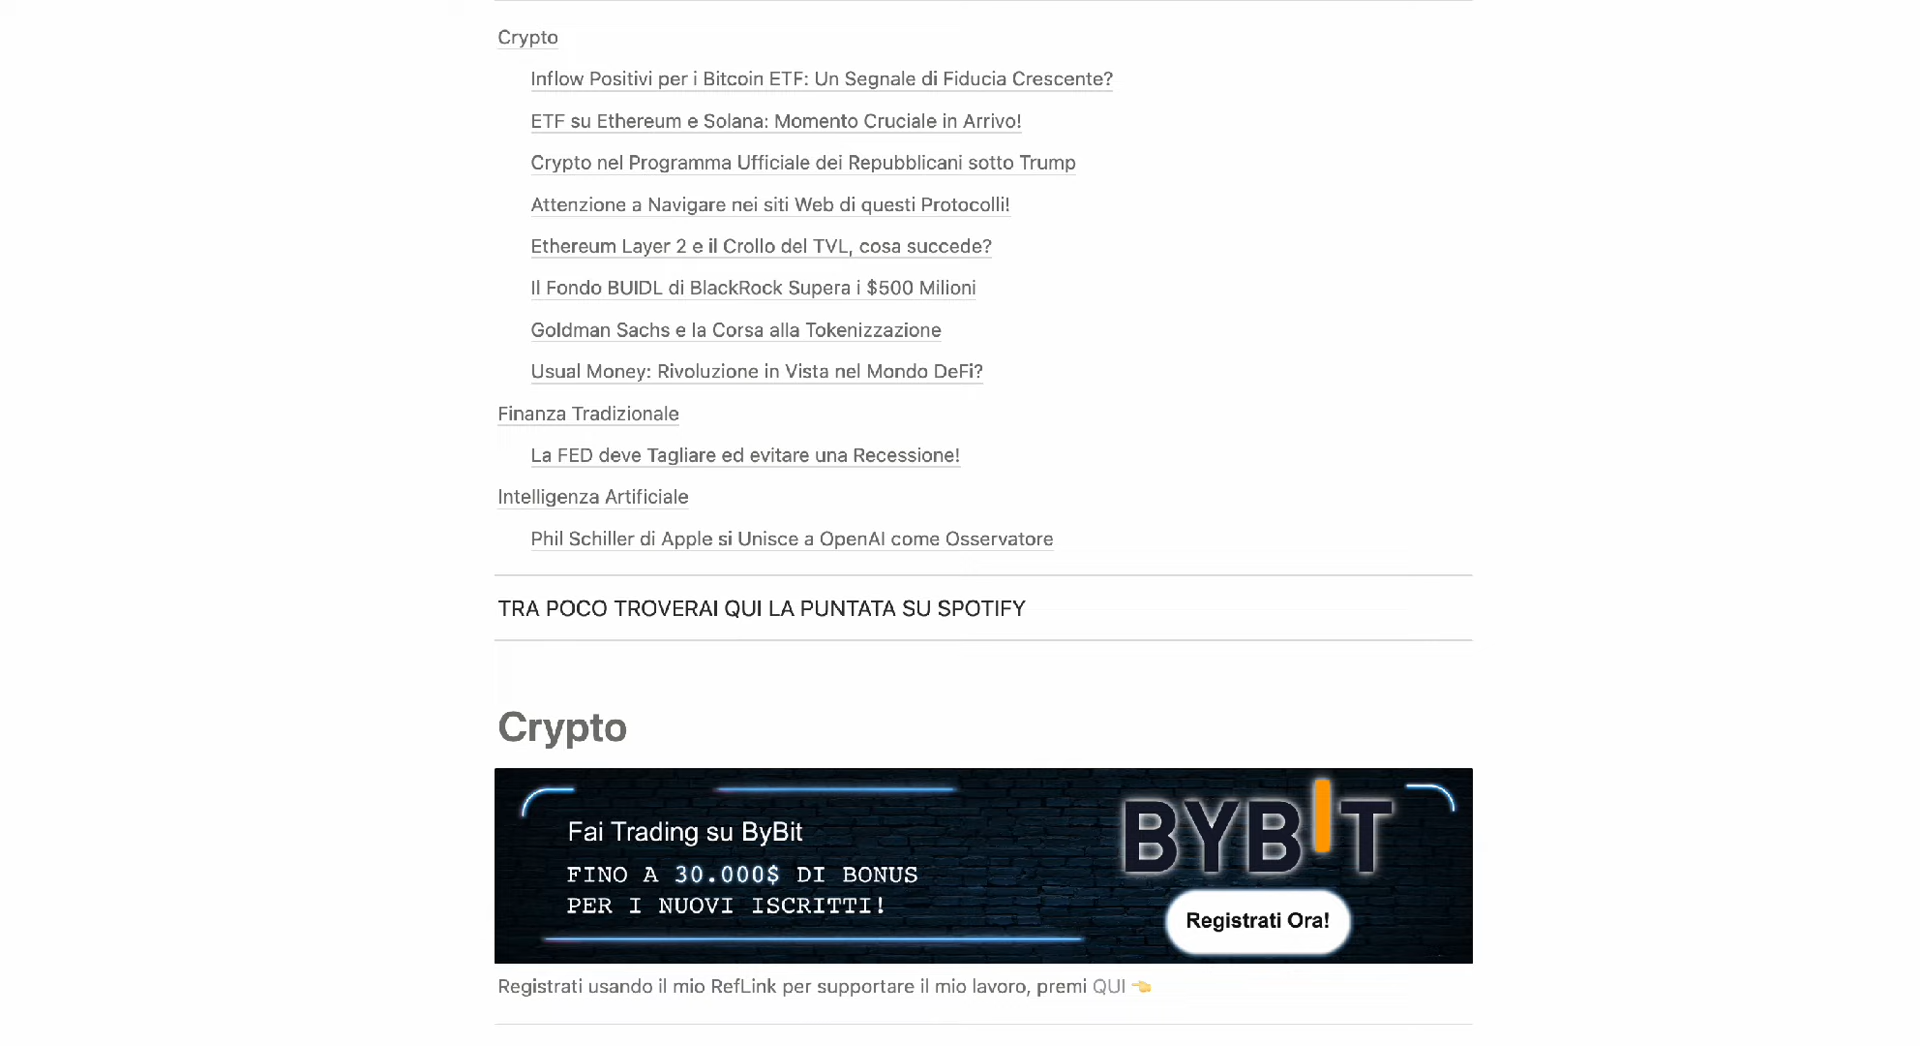 Crypto
Inflow Positivi per i Bitcoin ETF: Un Segnale di Fiducia Crescente?
ETF su Ethereum e Solana: Momento Cruciale in Arrivo!
Crypto nel Programma Ufficiale dei Repubblicani sotto Trump
Attenzione a Navigare nei siti Web di questi Protocolli!
Ethereum Layer 2 e il Crollo del TVL, cosa succede?
Il Fondo BUIDL di BlackRock Supera i $500 Milioni
Goldman Sachs e la Corsa alla Tokenizzazione
Usual Money: Rivoluzione in Vista nel Mondo DeFi?
Finanza Tradizionale
La FED deve Tagliare ed evitare una Recessione!
Intelligenza Artificiale
Phil Schiller di Apple si Unisce a OpenAI come Osservatore
TRA POCO TROVERAI QUI LA PUNTATA SU SPOTIFY
Crypto
Fai Trading su ByBit
FINO A 30.000$ DI BONUS
PER I NUOVI ISCRITTI!
BYBIT
Registrati Ora!
Registrati usando il mio RefLink per supportare il mio lavoro, premi QUI 👈